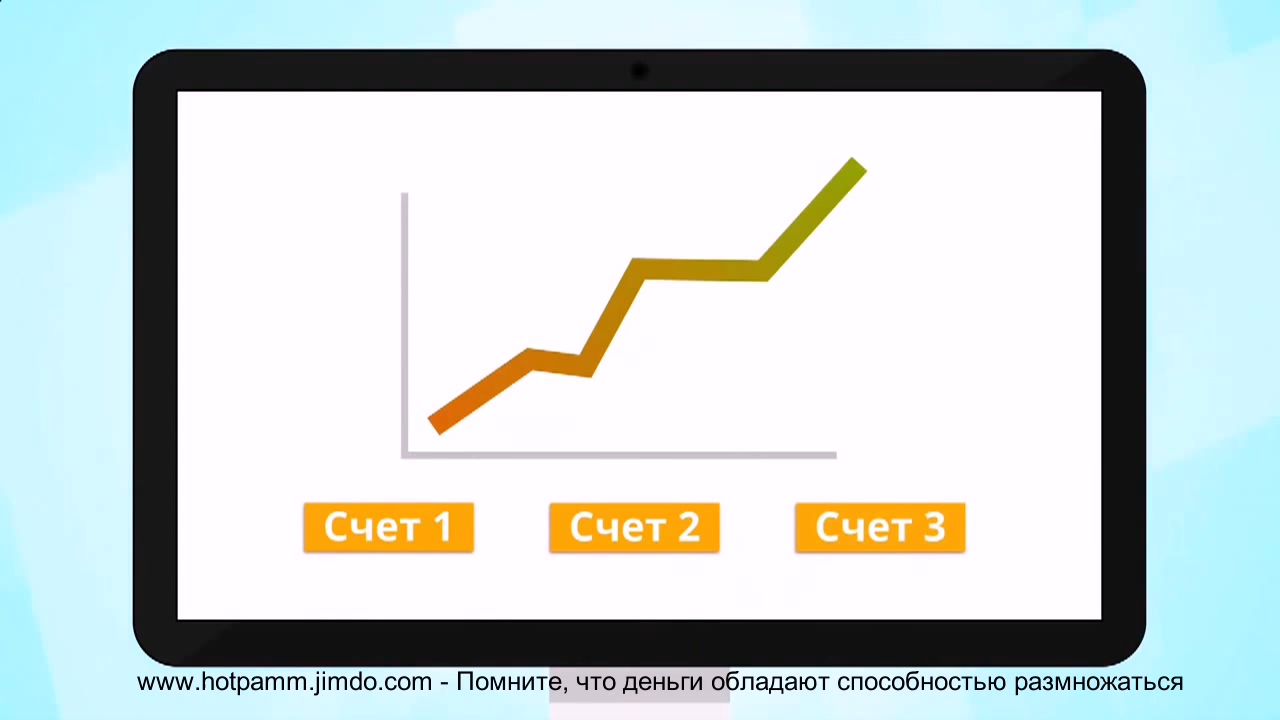 Счет 1 Счет 2 Счет 3
www.hotpamm.jimdo.com - Помните, что деньги обладают способностью размножаться